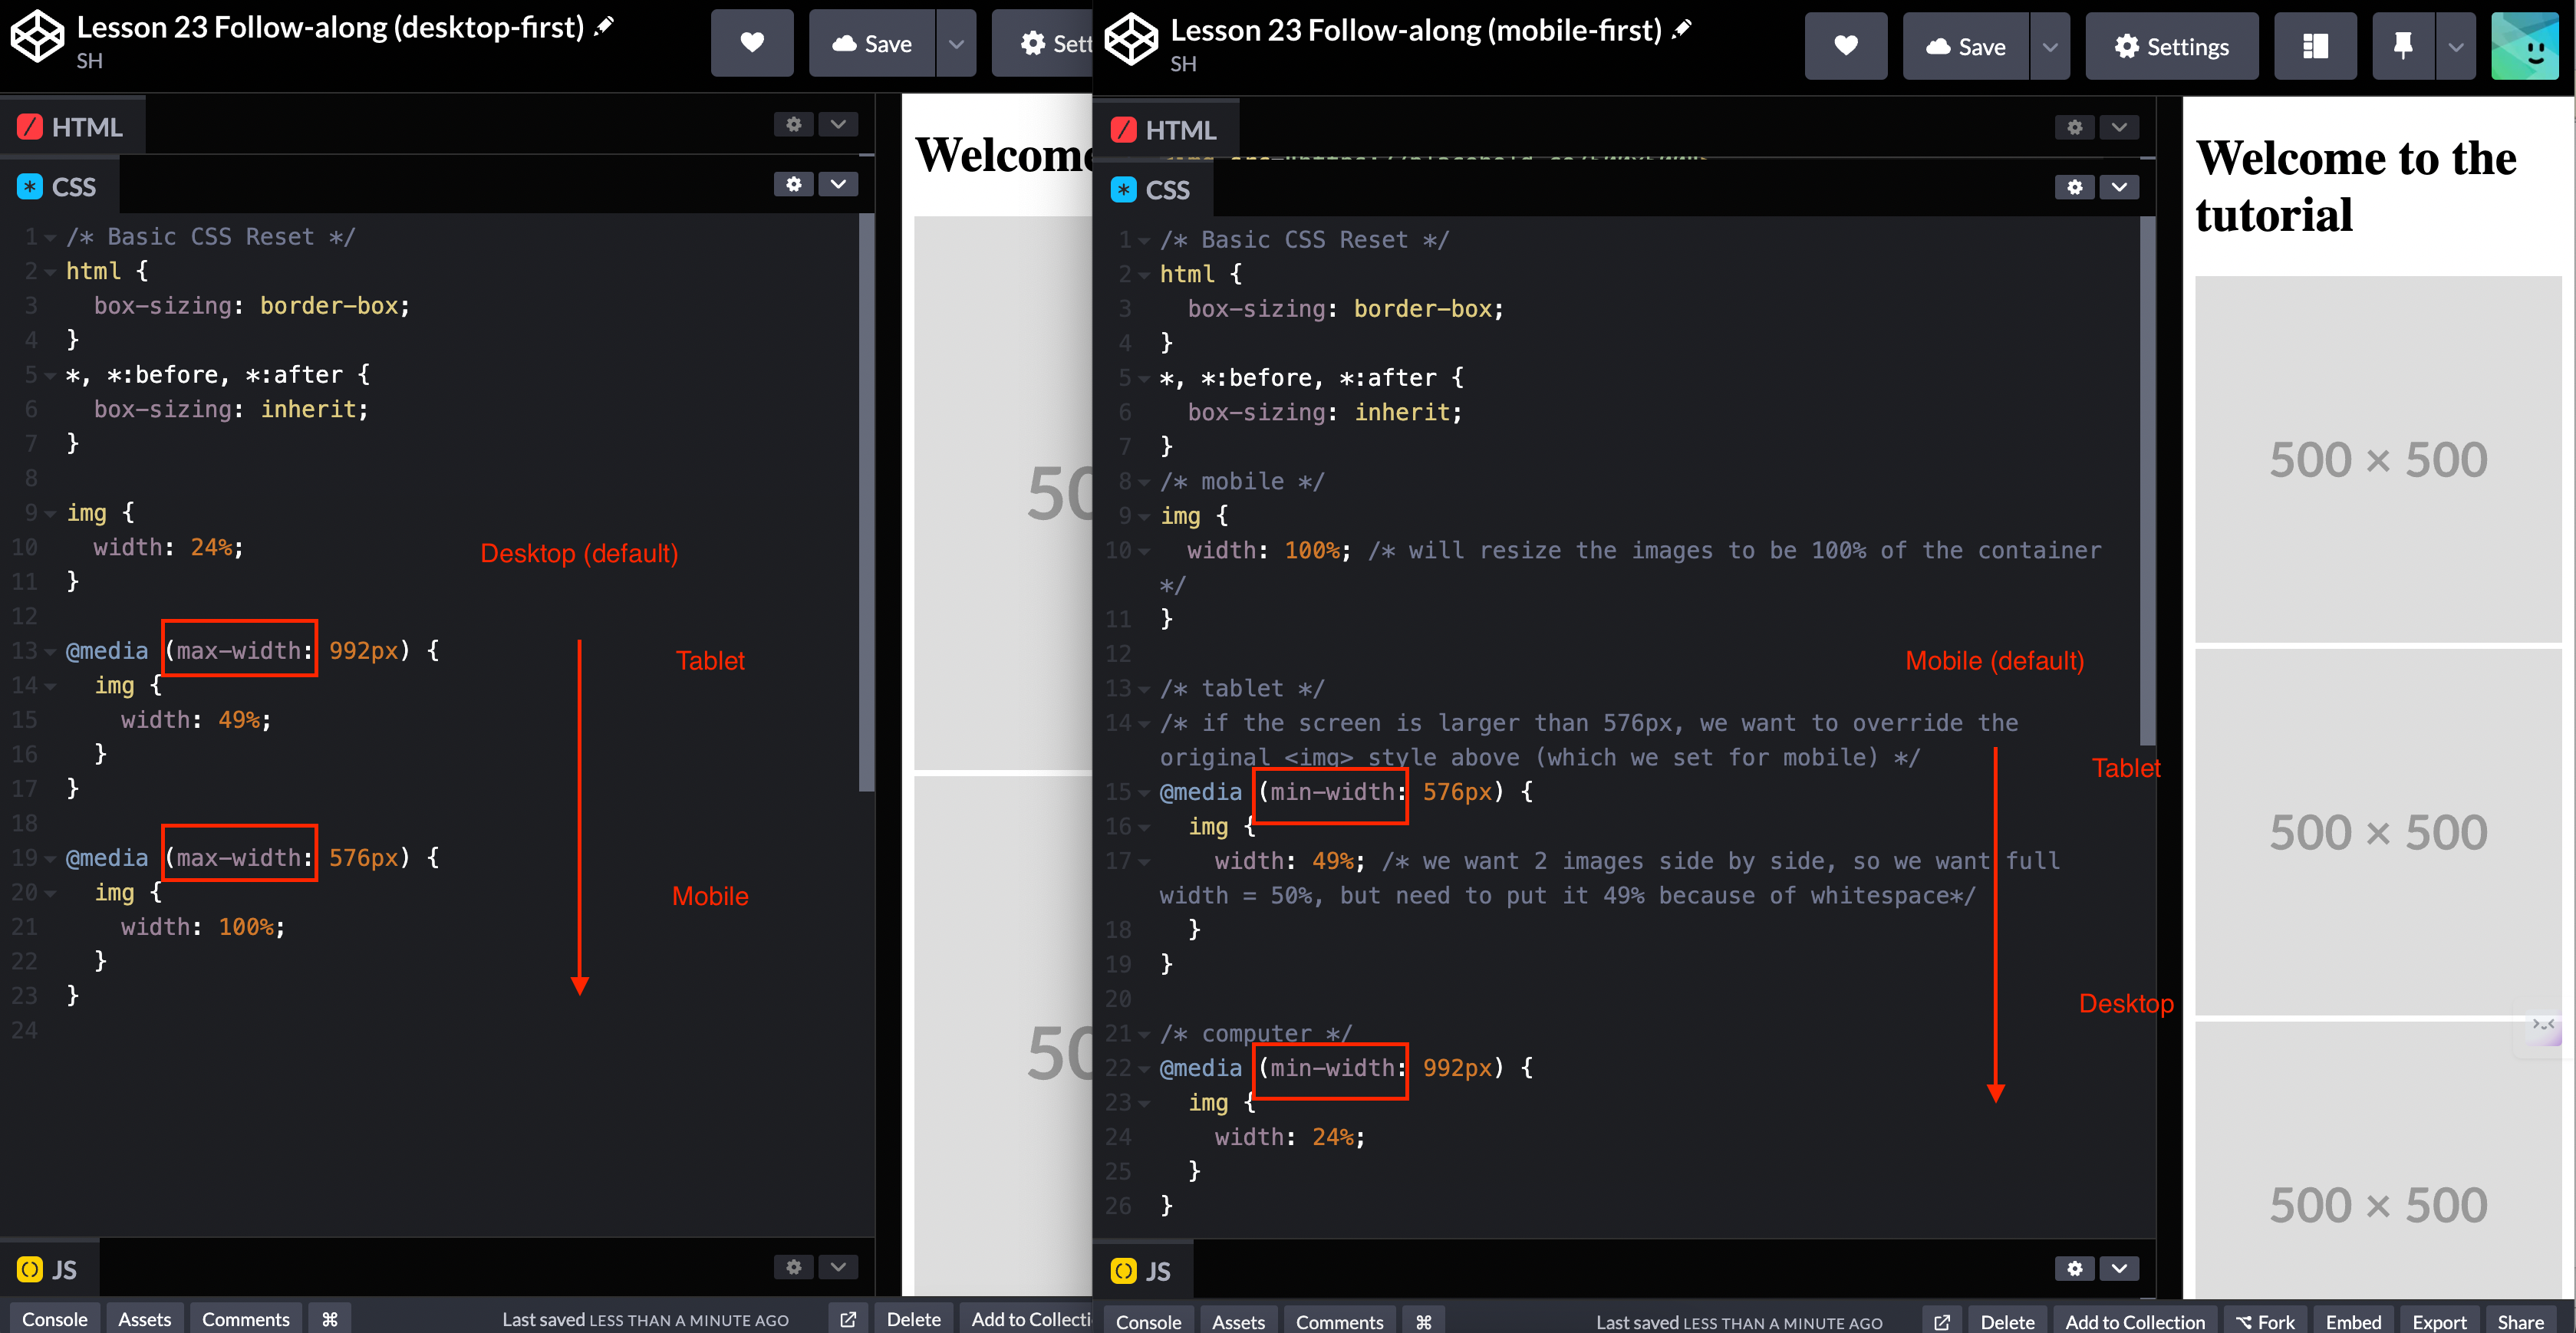 Lesson 23 Follow-along (desktop-first)
SH
Save
Sett
HTML
CSS
1 /* Basic CSS Reset */
2 html {
3 box-sizing: border-box;
4 }
5 *, *:before, *:after {
6 box-sizing: inherit;
7 }
8
9 img {
10 width: 24%;
11 }
12
13 @media (max-width: 992px) {
14 img {
15 width: 49%;
16 }
17 }
18
19 @media (max-width: 576px) {
20 img {
21 width: 100%;
22 }
23 }
24
Desktop (default)
Tablet
Mobile
JS
Console Assets Comments ⌘ Last saved LESS THAN A MINUTE AGO Delete Add to Collecti
Welcome
50
50
Lesson 23 Follow-along (mobile-first)
SH
Save
Settings
HTML
CSS
1 /* Basic CSS Reset */
2 html {
3 box-sizing: border-box;
4 }
5 *, *:before, *:after {
6 box-sizing: inherit;
7 }
8 /* mobile */
9 img {
10 width: 100%; /* will resize the images to be 100% of the container
*/
11 }
12
13 /* tablet */
14 /* if the screen is larger than 576px, we want to override the
original <img> style above (which we set for mobile) */
15 @media (min-width: 576px) {
16 img {
17 width: 49%; /* we want 2 images side by side, so we want full
width = 50%, but need to put it 49% because of whitespace*/
18 }
19 }
20
21 /* computer */
22 @media (min-width: 992px) {
23 img {
24 width: 24%;
25 }
26 }
Mobile (default)
Tablet
Desktop
JS
Console Assets Comments ⌘ Last saved LESS THAN A MINUTE AGO Delete Add to Collection Fork Embed Export Share
Welcome to the
tutorial
500 × 500
500 × 500
500 × 500